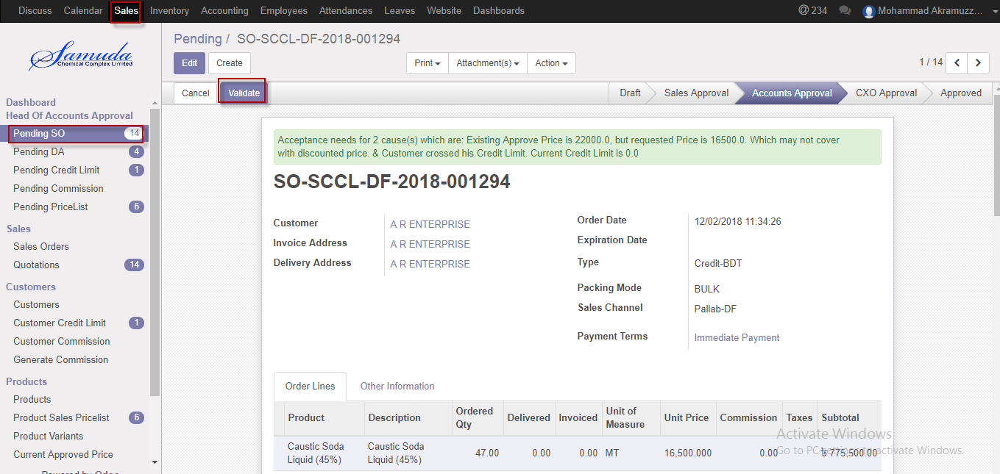 Discuss Calendar Sales Inventory Accounting Employees Attendances Leaves Website Dashboards @ 234 Mohammad Akramuzz...
Samuda
Chemical Complex Limited
Dashboard
Head Of Accounts Approval
Pending SO 14
Pending DA 4
Pending Credit Limit 1
Pending Commission
Pending PriceList 6
Sales
Sales Orders
Quotations 14
Customers
Customers
Customer Credit Limit 1
Customer Commission
Generate Commission
Products
Products
Product Sales Pricelist 6
Product Variants
Current Approved Price
Powered by Odoo
Pending / SO-SCCL-DF-2018-001294
Edit Create Print Attachment(s) Action 1 / 14
Cancel Validate Draft Sales Approval Accounts Approval CXO Approval Approved
Acceptance needs for 2 cause(s) which are: Existing Approve Price is 22000.0, but requested Price is 16500.0. Which may not cover
with discounted price. & Customer crossed his Credit Limit. Current Credit Limit is 0.0
SO-SCCL-DF-2018-001294
Customer A R ENTERPRISE
Invoice Address A R ENTERPRISE
Delivery Address A R ENTERPRISE
Order Date 12/02/2018 11:34:26
Expiration Date
Type Credit-BDT
Packing Mode BULK
Sales Channel Pallab-DF
Payment Terms Immediate Payment
Order Lines Other Information
Product Description Ordered Qty Delivered Invoiced Unit of Measure Unit Price Commission Taxes Subtotal
Caustic Soda Liquid (45%) Caustic Soda Liquid (45%) 47.00 0.00 0.00 MT 16,500.000 0.00 ৳ 775,500.00
Activate Windows
Go to PC settings to activate Windows.